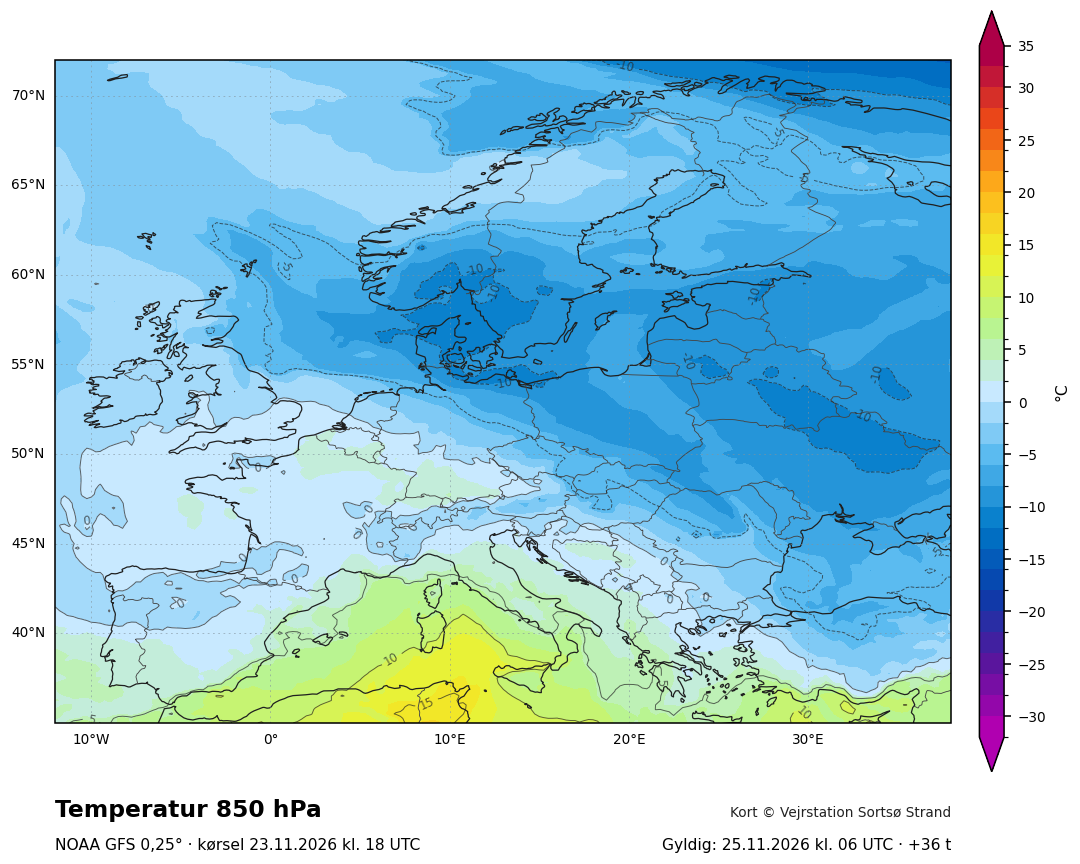 70°N
65°N
60°N
55°N
50°N
45°N
40°N
10°W
0°
10°E
20°E
30°E
35
30
25
20
15
10
5
0
−5
−10
−15
−20
−25
−30
°C
Temperatur 850 hPa
Kort © Vejrstation Sortsø Strand
NOAA GFS 0,25° · kørsel 23.11.2026 kl. 18 UTC
Gyldig: 25.11.2026 kl. 06 UTC · +36 t